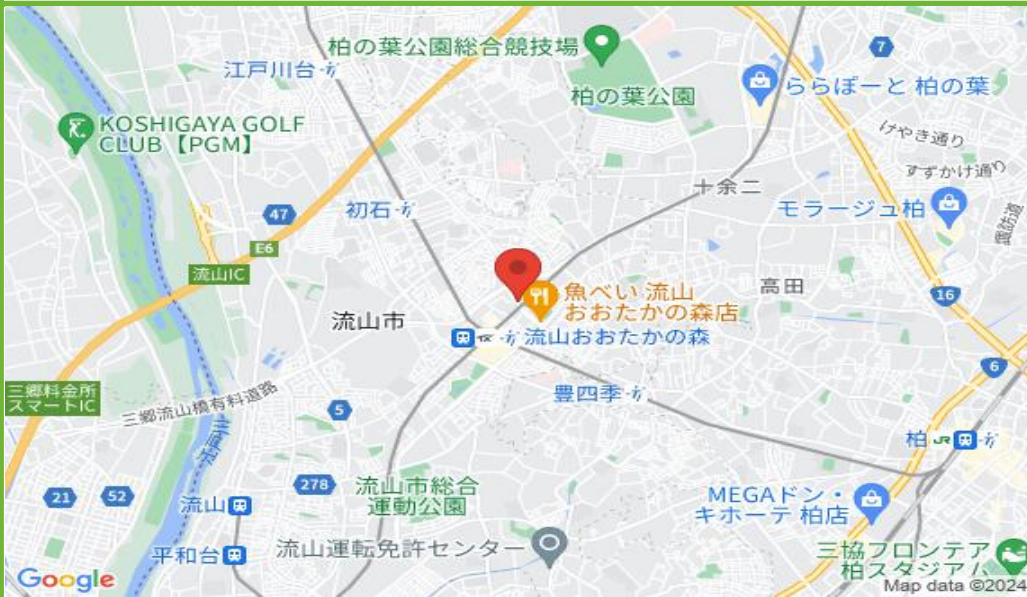 柏の葉公園総合競技場
7
江戸川台
柏の葉公園
ららぽーと 柏の葉
KOSHIGAYA GOLF
CLUB【PGM】
けやき通り
すずかけ通り
十余二
47
初石
モラージュ柏
諏訪道
E6
流山IC
高田
魚べい 流山
おおたかの森店
16
流山市
流山おおたかの森
6
豊四季
三郷料金所
スマートIC
三郷流山橋有料道路
5
柏
JR
278
流山市総合
運動公園
21
52
流山
MEGAドン・
キホーテ 柏店
流山運転免許センター
平和台
三協フロンテア
柏スタジアム
Google
Map data ©2024